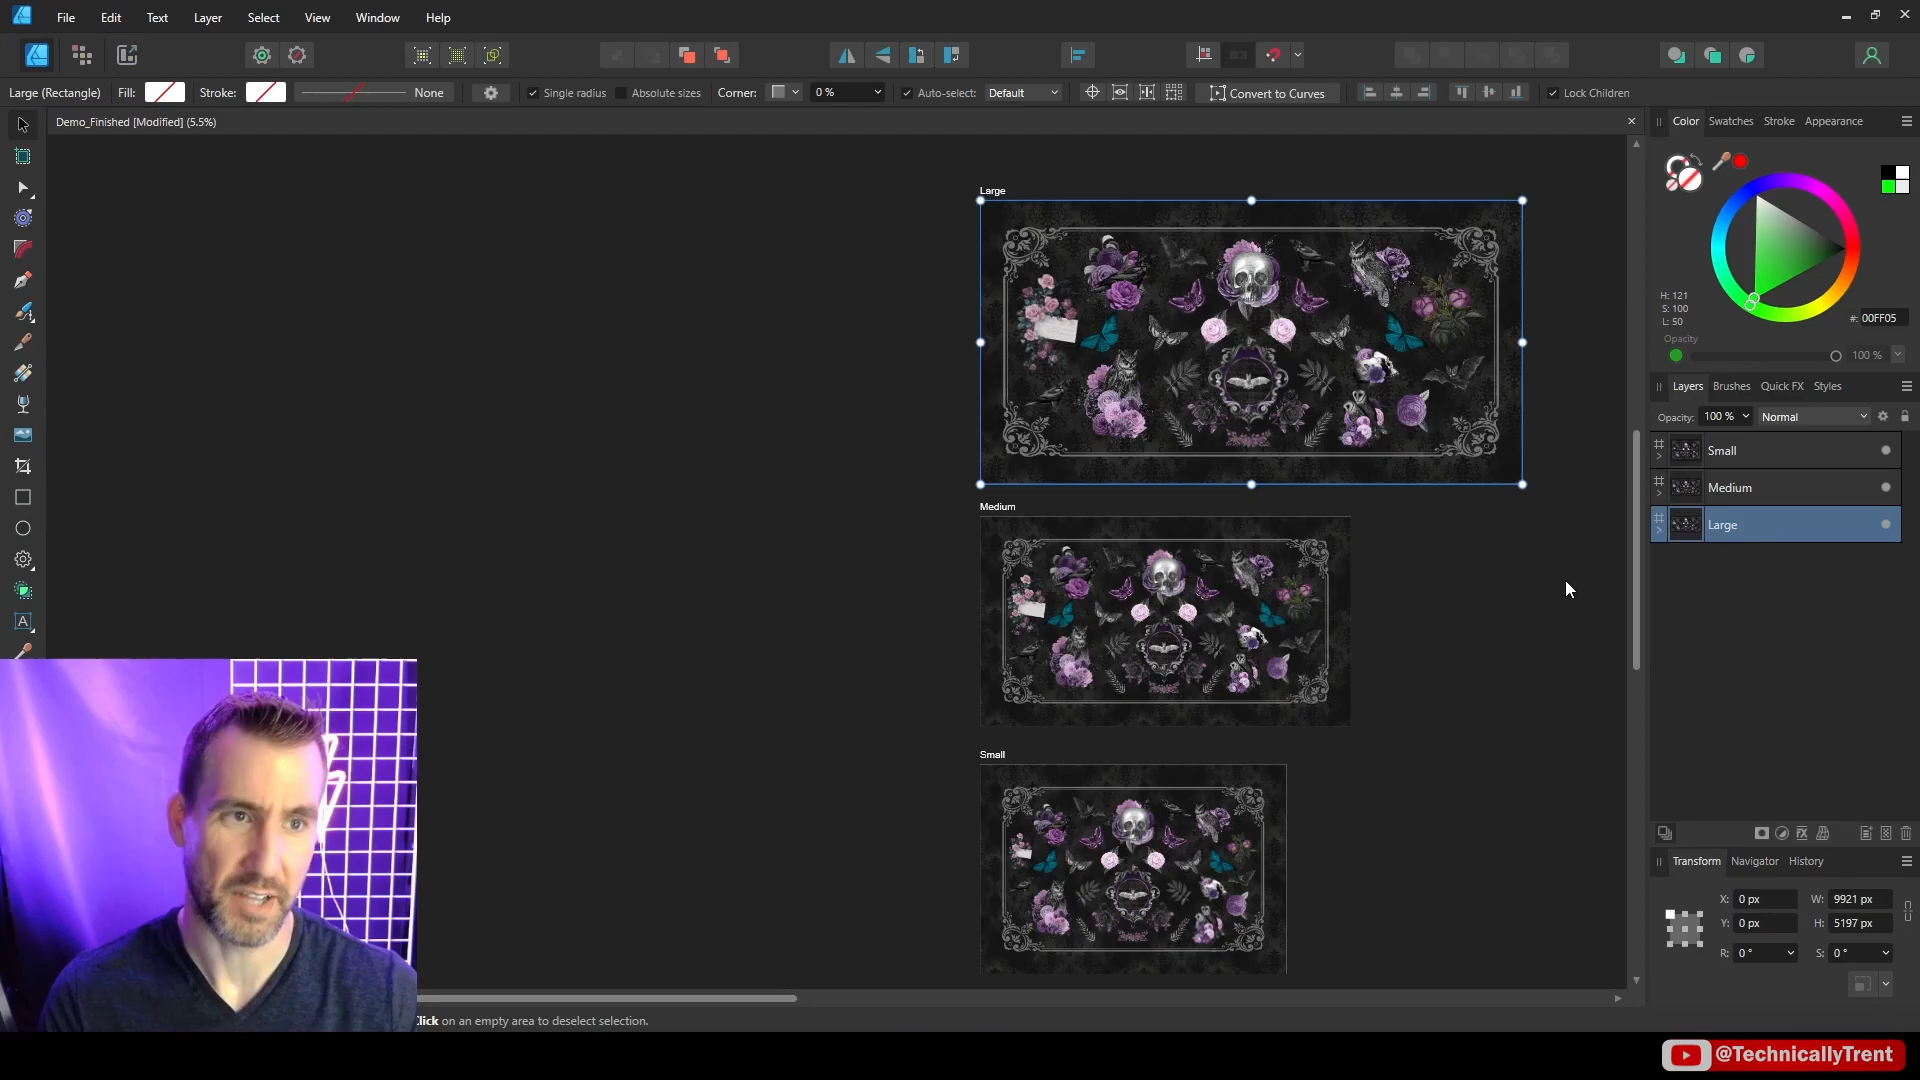 File Edit Text Layer Select View Window Help
Large (Rectangle) Fill: Stroke: None Single radius Absolute sizes Corner: 0 % Auto-select: Default Convert to Curves Lock Children
Demo_Finished [Modified] (5.5%)
Color Swatches Stroke Appearance
H: 121
S: 100
L: 50
#: 00FF05
Opacity
100 %
Layers Brushes Quick FX Styles
Opacity: 100 % Normal
Small
Medium
Large
Transform Navigator History
X: 0 px W: 9921 px
Y: 0 px H: 5197 px
R: 0 ° S: 0 °
Large
Medium
Small
Click on an empty area to deselect selection.
@TechnicallyTrent